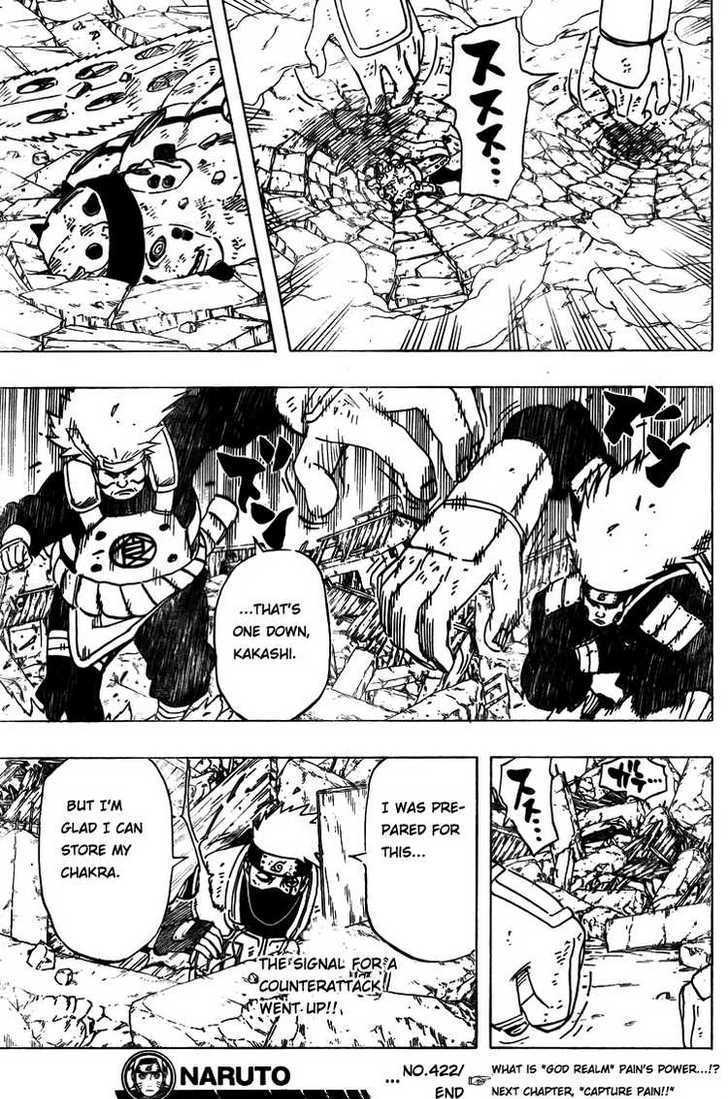 ススス…
ズン
ズン
...THAT'S
ONE DOWN,
KAKASHI.
ガラ…
スス…
I WAS PRE-
PARED FOR
THIS...
BUT I'M
GLAD I CAN
STORE MY
CHAKRA.
THE SIGNAL FOR A
COUNTERATTACK
WENT UP!!
NARUTO
... NO.422/
END
☞ WHAT IS "GOD REALM" PAIN'S POWER...!?
NEXT CHAPTER, "CAPTURE PAIN!!"